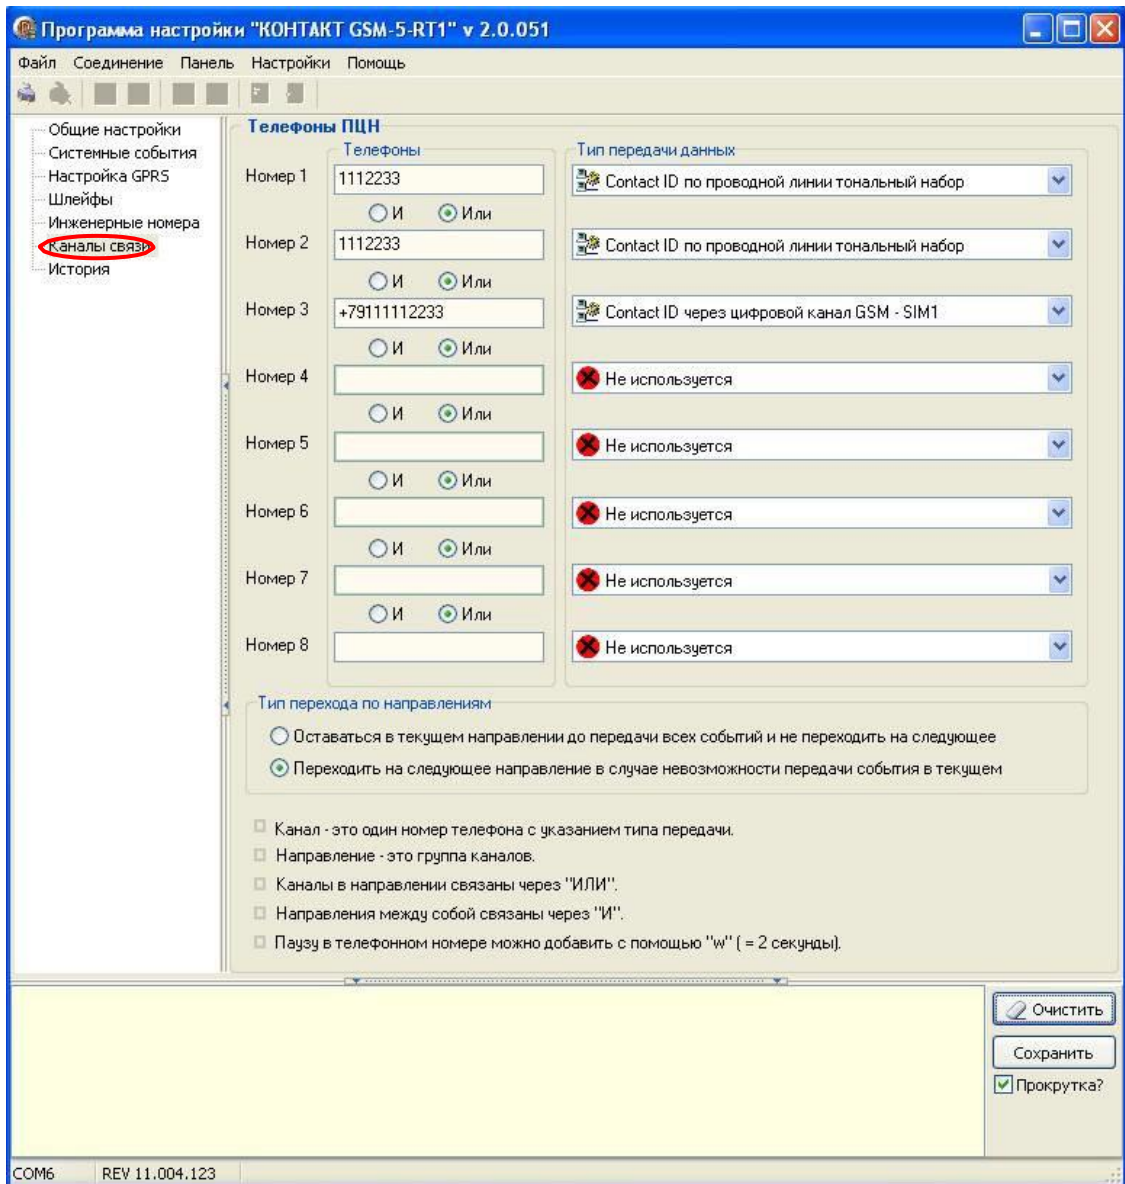 Программа настройки "КОНТАКТ GSM-5-RT1" v 2.0.051
Файл Соединение Панель Настройки Помощь
Общие настройки
Системные события
Настройка GPRS
Шлейфы
Инженерные номера
Каналы связи
История
Телефоны ПЦН
Телефоны
Тип передачи данных
Номер 1 1112233 Contact ID по проводной линии тональный набор
И Или
Номер 2 1112233 Contact ID по проводной линии тональный набор
И Или
Номер 3 +79111112233 Contact ID через цифровой канал GSM - SIM1
И Или
Номер 4 Не используется
И Или
Номер 5 Не используется
И Или
Номер 6 Не используется
И Или
Номер 7 Не используется
И Или
Номер 8 Не используется
Тип перехода по направлениям
Оставаться в текущем направлении до передачи всех событий и не переходить на следующее
Переходить на следующее направление в случае невозможности передачи события в текущем
Канал - это один номер телефона с указанием типа передачи.
Направление - это группа каналов.
Каналы в направлении связаны через "ИЛИ".
Направления между собой связаны через "И".
Паузу в телефонном номере можно добавить с помощью "w" ( = 2 секунды).
Очистить
Сохранить
Прокрутка?
COM6 REV 11.004.123